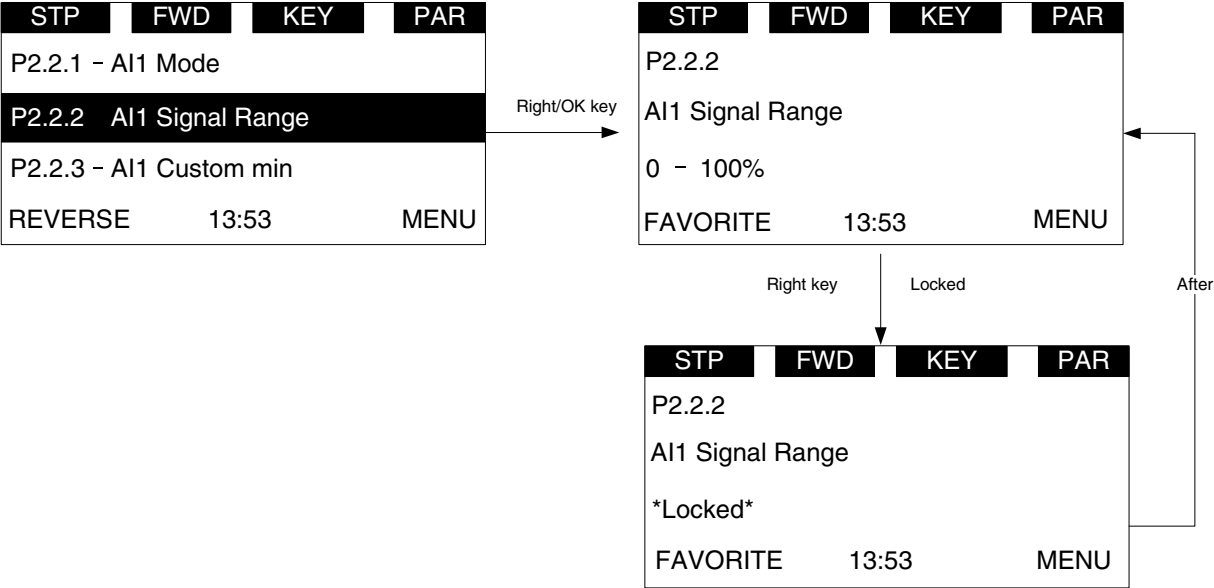 STP FWD KEY PAR
P2.2.1 - AI1 Mode
P2.2.2 AI1 Signal Range
P2.2.3 - AI1 Custom min
REVERSE 13:53 MENU
Right/OK key
STP FWD KEY PAR
P2.2.2
AI1 Signal Range
0 - 100%
FAVORITE 13:53 MENU
Right key Locked
After
STP FWD KEY PAR
P2.2.2
AI1 Signal Range
*Locked*
FAVORITE 13:53 MENU